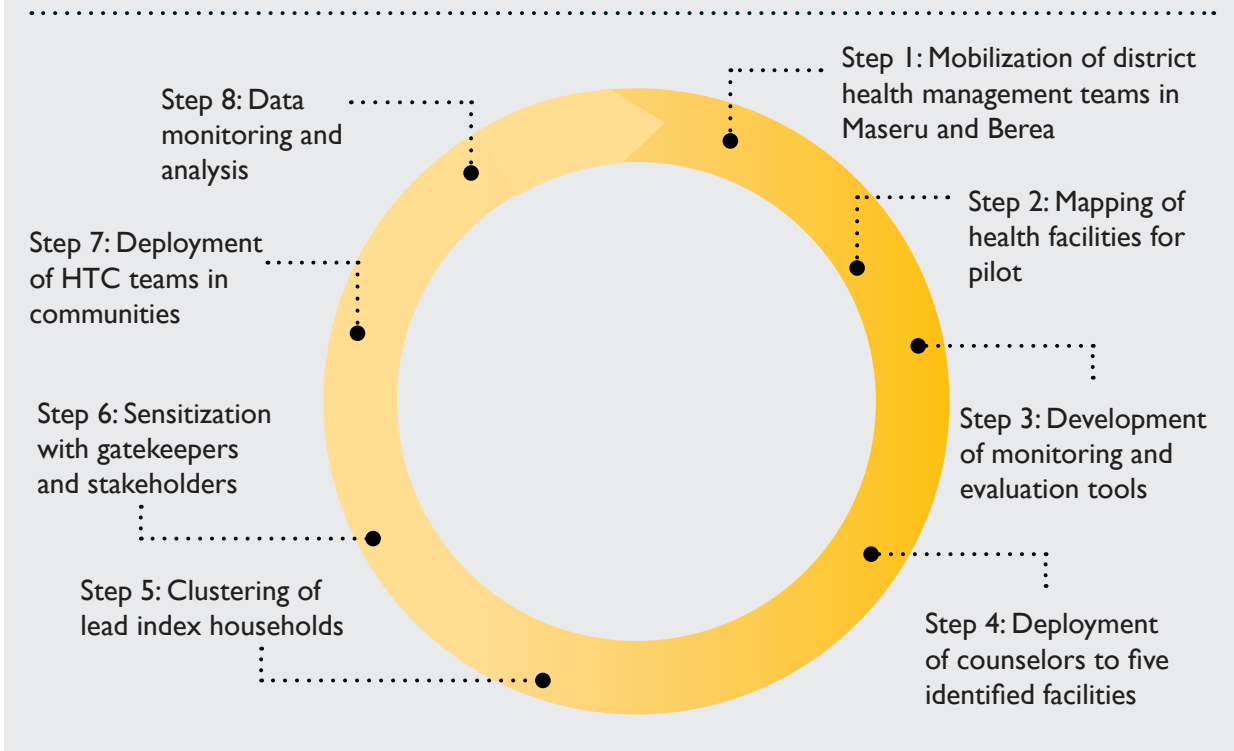 Step 1: Mobilization of district
health management teams in
Maseru and Berea
Step 2: Mapping of
health facilities for
pilot
Step 3: Development
of monitoring and
evaluation tools
Step 4: Deployment
of counselors to five
identified facilities
Step 5: Clustering of
lead index households
Step 6: Sensitization
with gatekeepers
and stakeholders
Step 7: Deployment
of HTC teams in
communities
Step 8: Data
monitoring and
analysis